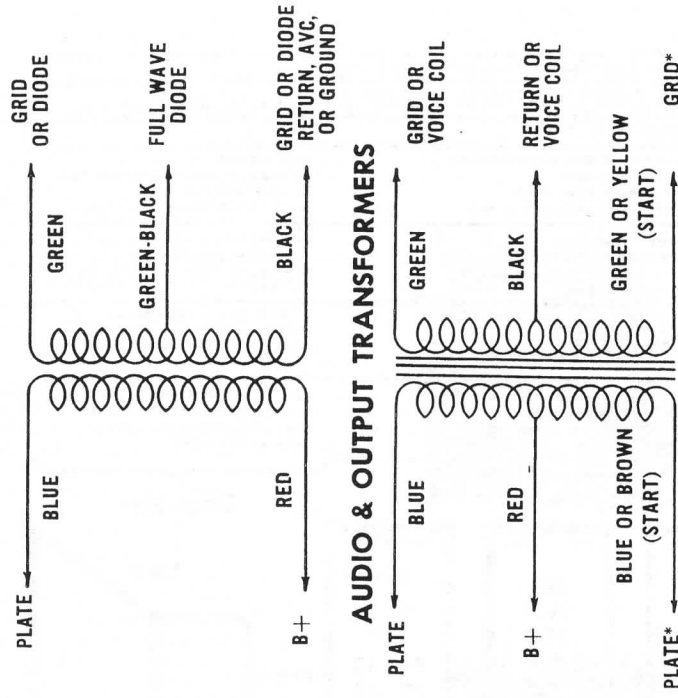 GRID
OR DIODE
GREEN
FULL WAVE
DIODE
GREEN-BLACK
GRID OR DIODE
RETURN, AVC,
OR GROUND
BLACK
PLATE
BLUE
B+
RED
AUDIO & OUTPUT TRANSFORMERS
PLATE
BLUE
GREEN
GRID OR
VOICE COIL
B+
RED
BLACK
RETURN OR
VOICE COIL
PLATE*
BLUE OR BROWN
(START)
GREEN OR YELLOW
(START)
GRID*